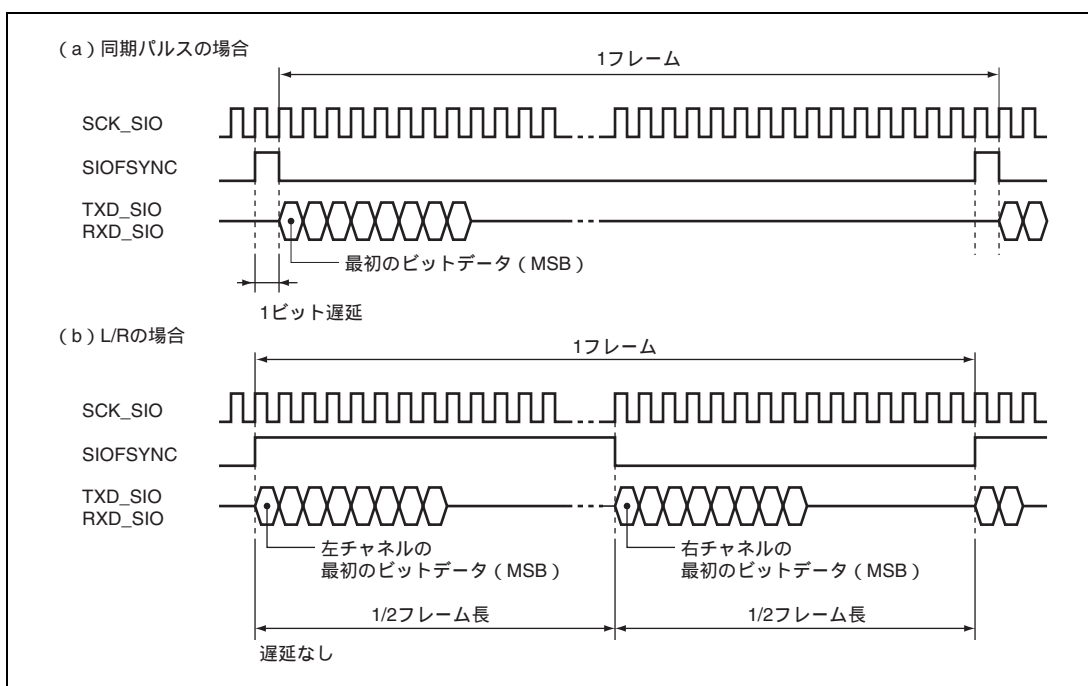 （a）同期パルスの場合
1フレーム
SCK_SIO
SIOFSYNC
TXD_SIO
RXD_SIO
最初のビットデータ（MSB）
1ビット遅延
（b）L/Rの場合
1フレーム
SCK_SIO
SIOFSYNC
TXD_SIO
RXD_SIO
左チャネルの
最初のビットデータ（MSB）
右チャネルの
最初のビットデータ（MSB）
1/2フレーム長
1/2フレーム長
遅延なし